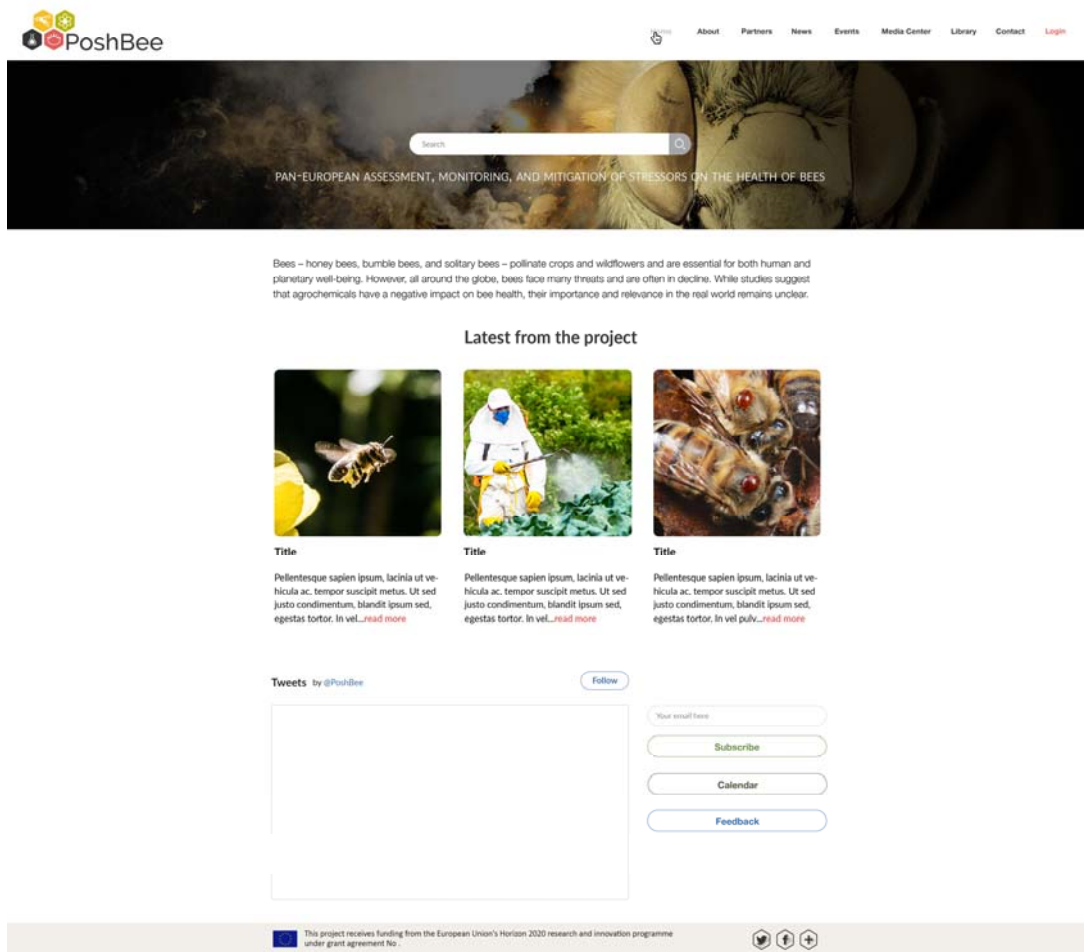 PoshBee
About Partners News Events Media Center Library Contact Login
Search
PAN-EUROPEAN ASSESSMENT, MONITORING, AND MITIGATION OF STRESSORS ON THE HEALTH OF BEES
Bees – honey bees, bumble bees, and solitary bees – pollinate crops and wildflowers and are essential for both human and
planetary well-being. However, all around the globe, bees face many threats and are often in decline. While studies suggest
that agrochemicals have a negative impact on bee health, their importance and relevance in the real world remains unclear.
Latest from the project
Title
Pellentesque sapien ipsum, lacinia ut ve-
hicula ac, tempor suscipit metus. Ut sed
justo condimentum, blandit ipsum sed,
egestas tortor. In vel...read more
Title
Pellentesque sapien ipsum, lacinia ut ve-
hicula ac, tempor suscipit metus. Ut sed
justo condimentum, blandit ipsum sed,
egestas tortor. In vel...read more
Title
Pellentesque sapien ipsum, lacinia ut ve-
hicula ac, tempor suscipit metus. Ut sed
justo condimentum, blandit ipsum sed,
egestas tortor. In vel pulv...read more
Tweets by @PoshBee
Follow
Your email here
Subscribe
Calendar
Feedback
This project receives funding from the European Union's Horizon 2020 research and innovation programme
under grant agreement No .